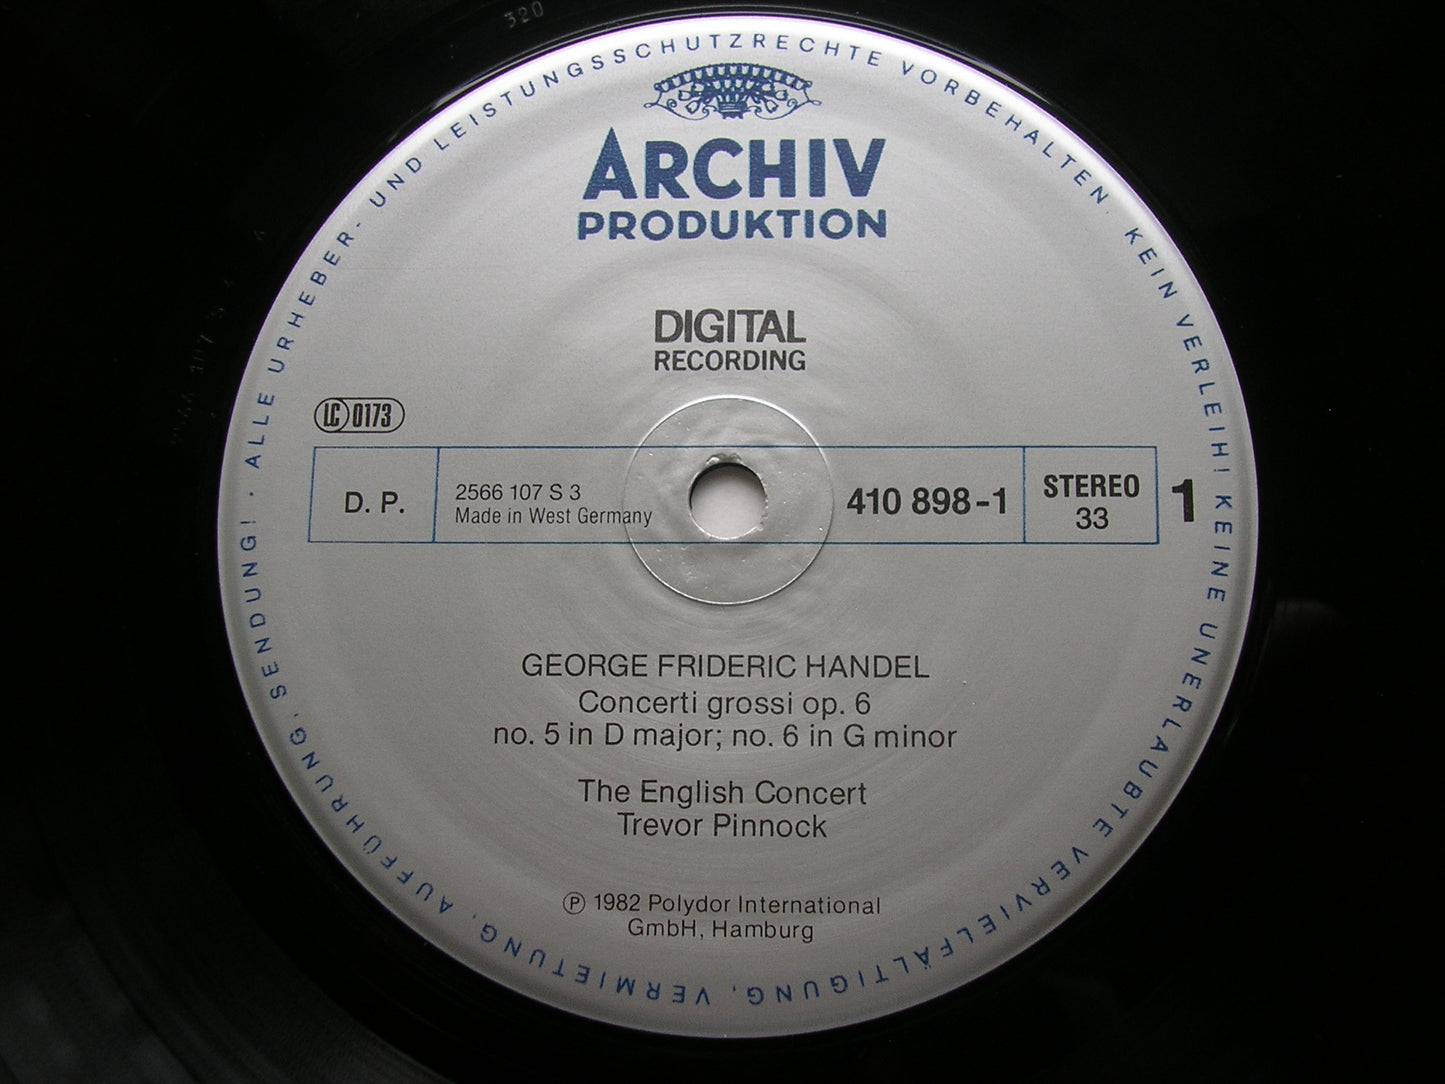 320
ALLE URHEBER- UND LEISTUNGSSCHUTZRECHTE VORBEHALTEN. KEIN VERLEIH! KEINE UNERLAUBTE VERVIELFÄLTIGUNG, VERMIETUNG, AUFFÜHRUNG, SENDUNG! ·
ARCHIV
PRODUKTION
DIGITAL
RECORDING
LC 0173
D. P.
2566 107 S 3
Made in West Germany
410 898-1
STEREO
33
1
GEORGE FRIDERIC HANDEL
Concerti grossi op. 6
no. 5 in D major; no. 6 in G minor
The English Concert
Trevor Pinnock
℗ 1982 Polydor International
GmbH, Hamburg